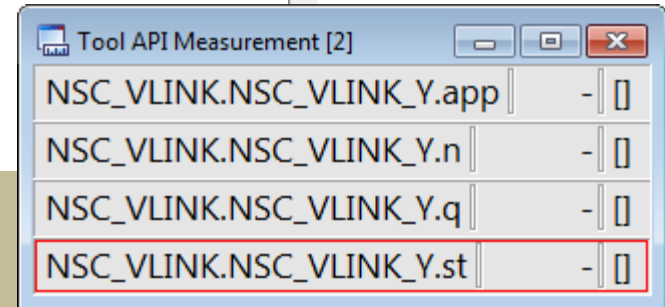 Tool API Measurement [2]
NSC_VLINK.NSC_VLINK_Y.app - []
NSC_VLINK.NSC_VLINK_Y.n - []
NSC_VLINK.NSC_VLINK_Y.q - []
NSC_VLINK.NSC_VLINK_Y.st - []